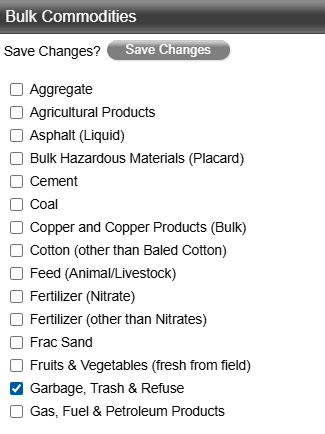 Bulk Commodities
Save Changes? Save Changes
Aggregate
Agricultural Products
Asphalt (Liquid)
Bulk Hazardous Materials (Placard)
Cement
Coal
Copper and Copper Products (Bulk)
Cotton (other than Baled Cotton)
Feed (Animal/Livestock)
Fertilizer (Nitrate)
Fertilizer (other than Nitrates)
Frac Sand
Fruits & Vegetables (fresh from field)
Garbage, Trash & Refuse
Gas, Fuel & Petroleum Products